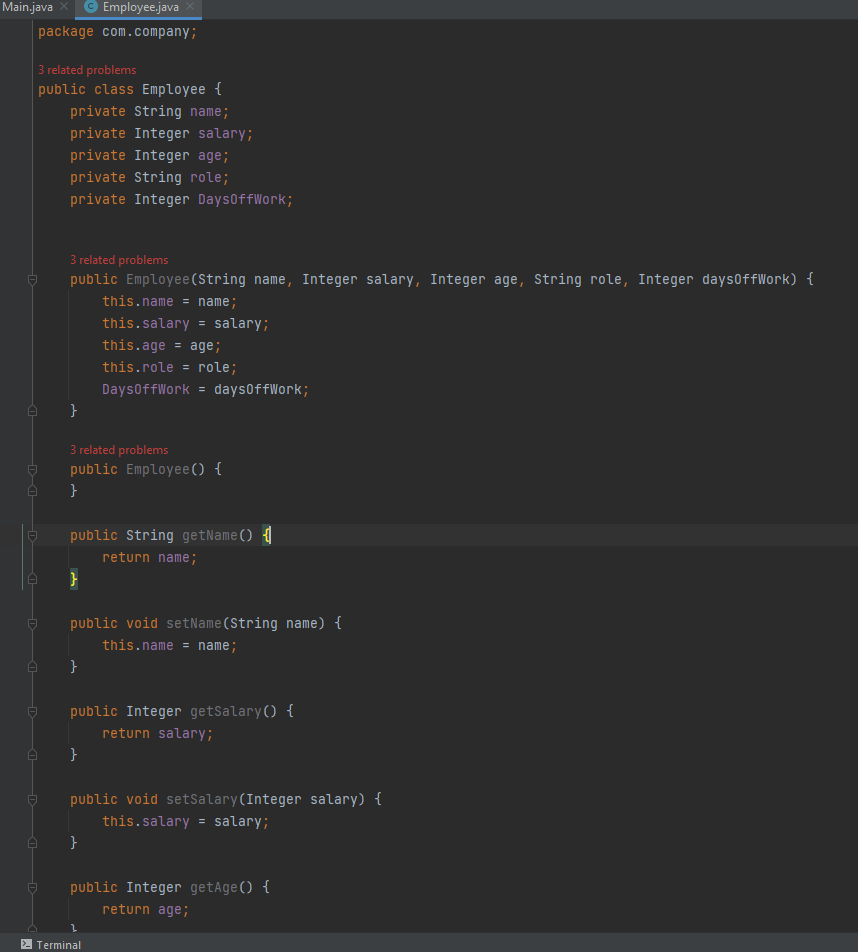 Main.java Employee.java
package com.company;
3 related problems
public class Employee {
private String name;
private Integer salary;
private Integer age;
private String role;
private Integer DaysOffWork;
3 related problems
public Employee(String name, Integer salary, Integer age, String role, Integer daysOffWork) {
this.name = name;
this.salary = salary;
this.age = age;
this.role = role;
DaysOffWork = daysOffWork;
}
3 related problems
public Employee() {
}
public String getName() {
return name;
}
public void setName(String name) {
this.name = name;
}
public Integer getSalary() {
return salary;
}
public void setSalary(Integer salary) {
this.salary = salary;
}
public Integer getAge() {
return age;
}
Terminal